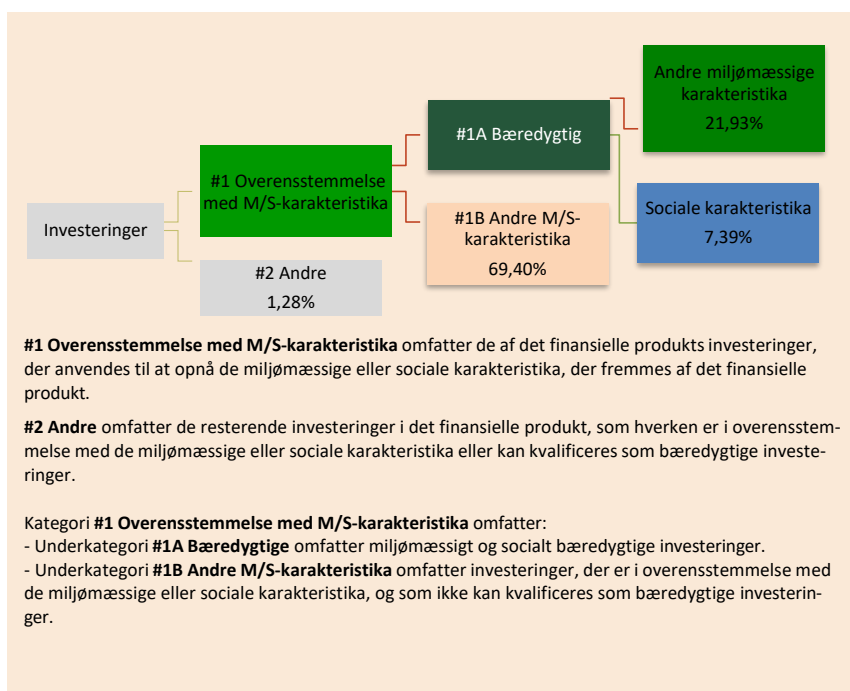 Investeringer
#1 Overensstemmelse
med M/S-karakteristika
#2 Andre
1,28%
#1A Bæredygtig
#1B Andre M/S-
karakteristika
69,40%
Andre miljømæssige
karakteristika
21,93%
Sociale karakteristika
7,39%
#1 Overensstemmelse med M/S-karakteristika omfatter de af det finansielle produkts investeringer,
der anvendes til at opnå de miljømæssige eller sociale karakteristika, der fremmes af det finansielle
produkt.
#2 Andre omfatter de resterende investeringer i det finansielle produkt, som hverken er i overensstem-
melse med de miljømæssige eller sociale karakteristika eller kan kvalificeres som bæredygtige investe-
ringer.
Kategori #1 Overensstemmelse med M/S-karakteristika omfatter:
- Underkategori #1A Bæredygtige omfatter miljømæssigt og socialt bæredygtige investeringer.
- Underkategori #1B Andre M/S-karakteristika omfatter investeringer, der er i overensstemmelse med
de miljømæssige eller sociale karakteristika, og som ikke kan kvalificeres som bæredygtige investerin-
ger.